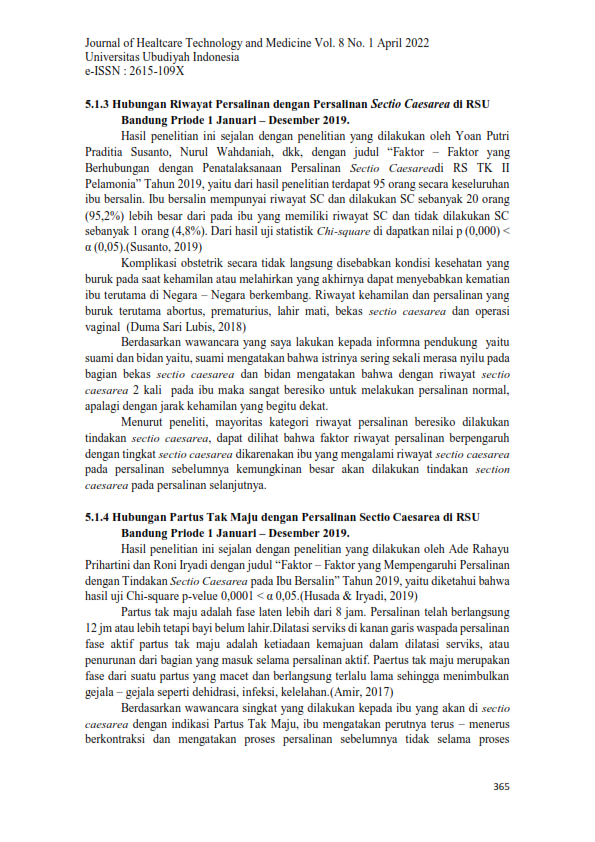 Journal of Healtcare Technology and Medicine Vol. 8 No. 1 April 2022
Universitas Ubudiyah Indonesia
e-ISSN : 2615-109X
5.1.3 Hubungan Riwayat Persalinan dengan Persalinan Sectio Caesarea di RSU
Bandung Priode 1 Januari – Desember 2019.
Hasil penelitian ini sejalan dengan penelitian yang dilakukan oleh Yoan Putri
Praditia Susanto, Nurul Wahdaniah, dkk, dengan judul “Faktor – Faktor yang
Berhubungan dengan Penatalaksanaan Persalinan Sectio Caesareadi RS TK II
Pelamonia” Tahun 2019, yaitu dari hasil penelitian terdapat 95 orang secara keseluruhan
ibu bersalin. Ibu bersalin mempunyai riwayat SC dan dilakukan SC sebanyak 20 orang
(95,2%) lebih besar dari pada ibu yang memiliki riwayat SC dan tidak dilakukan SC
sebanyak 1 orang (4,8%). Dari hasil uji statistik Chi-square di dapatkan nilai p (0,000) <
α (0,05).(Susanto, 2019)
Komplikasi obstetrik secara tidak langsung disebabkan kondisi kesehatan yang
buruk pada saat kehamilan atau melahirkan yang akhirnya dapat menyebabkan kematian
ibu terutama di Negara – Negara berkembang. Riwayat kehamilan dan persalinan yang
buruk terutama abortus, prematurius, lahir mati, bekas sectio caesarea dan operasi
vaginal (Duma Sari Lubis, 2018)
Berdasarkan wawancara yang saya lakukan kepada informna pendukung yaitu
suami dan bidan yaitu, suami mengatakan bahwa istrinya sering sekali merasa nyilu pada
bagian bekas sectio caesarea dan bidan mengatakan bahwa dengan riwayat sectio
caesarea 2 kali pada ibu maka sangat beresiko untuk melakukan persalinan normal,
apalagi dengan jarak kehamilan yang begitu dekat.
Menurut peneliti, mayoritas kategori riwayat persalinan beresiko dilakukan
tindakan sectio caesarea, dapat dilihat bahwa faktor riwayat persalinan berpengaruh
dengan tingkat sectio caesarea dikarenakan ibu yang mengalami riwayat sectio caesarea
pada persalinan sebelumnya kemungkinan besar akan dilakukan tindakan section
caesarea pada persalinan selanjutnya.
5.1.4 Hubungan Partus Tak Maju dengan Persalinan Sectio Caesarea di RSU
Bandung Priode 1 Januari – Desember 2019.
Hasil penelitian ini sejalan dengan penelitian yang dilakukan oleh Ade Rahayu
Prihartini dan Roni Iryadi dengan judul “Faktor – Faktor yang Mempengaruhi Persalinan
dengan Tindakan Sectio Caesarea pada Ibu Bersalin” Tahun 2019, yaitu diketahui bahwa
hasil uji Chi-square p-velue 0,0001 < α 0,05.(Husada & Iryadi, 2019)
Partus tak maju adalah fase laten lebih dari 8 jam. Persalinan telah berlangsung
12 jm atau lebih tetapi bayi belum lahir.Dilatasi serviks di kanan garis waspada persalinan
fase aktif partus tak maju adalah ketiadaan kemajuan dalam dilatasi serviks, atau
penurunan dari bagian yang masuk selama persalinan aktif. Paertus tak maju merupakan
fase dari suatu partus yang macet dan berlangsung terlalu lama sehingga menimbulkan
gejala – gejala seperti dehidrasi, infeksi, kelelahan.(Amir, 2017)
Berdasarkan wawancara singkat yang dilakukan kepada ibu yang akan di sectio
caesarea dengan indikasi Partus Tak Maju, ibu mengatakan perutnya terus – menerus
berkontraksi dan mengatakan proses persalinan sebelumnya tidak selama proses
365